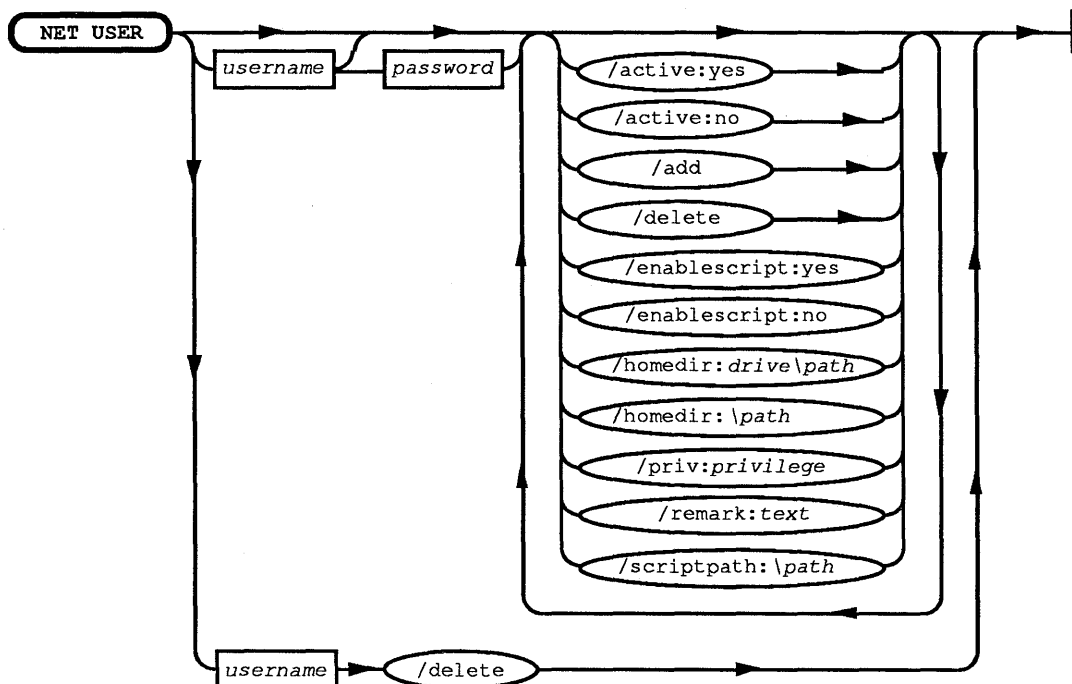 NET USER
username
password
/active:yes
/active:no
/add
/delete
/enablescript:yes
/enablescript:no
/homedir:drive\path
/homedir:\path
/priv:privilege
/remark:text
/scriptpath:\path
username
/delete